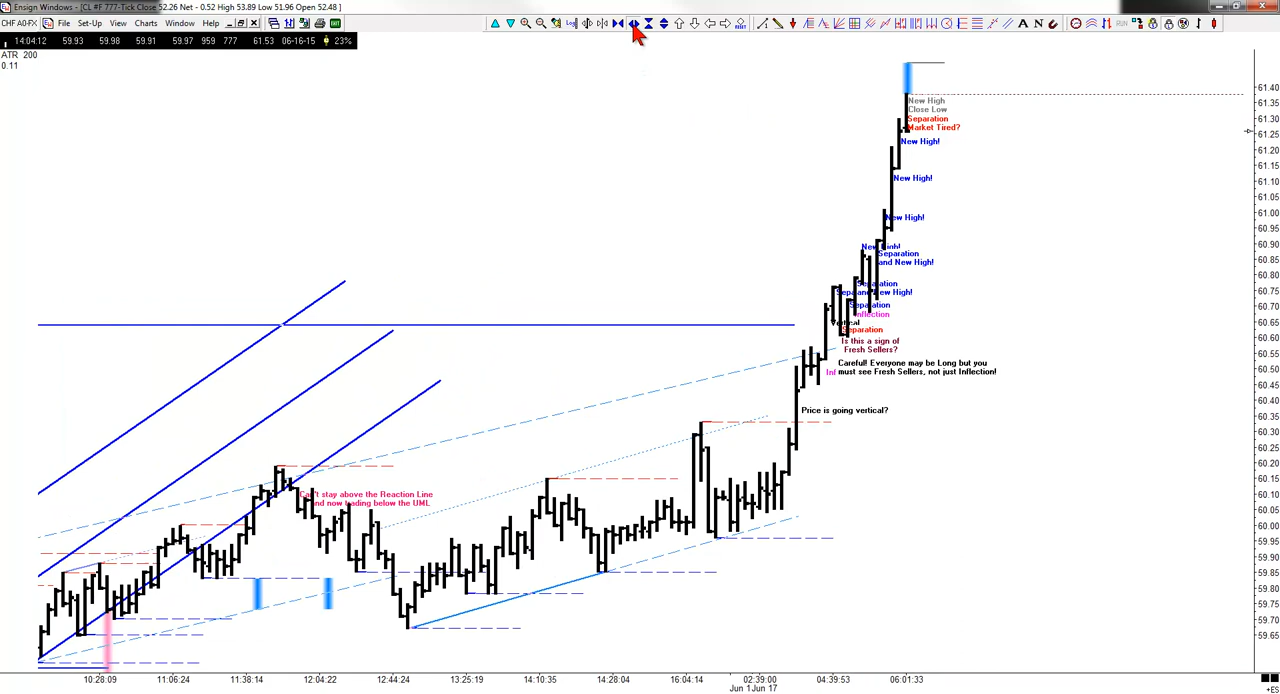 Ensign Windows - [CL #F 777-Tick Close 52.26 Net - 0.52 High 53.89 Low 51.96 Open 52.48 ]
CHF A0-FX File Set-Up View Charts Window Help
Log
RUN
14:04:12 59.93 59.98 59.91 59.97 959 777 61.53 06-16-15 23%
ATR 200
0.11
61.40
New High
Close Low
61.35
Separation
61.30
Market Tired?
61.25
New High!
61.20
61.15
New High!
61.10
61.05
61.00
New High!
60.95
60.90
Separation
and New High!
60.85
60.80
60.75
60.70
Separation
Inflection
60.65
Vertical
Separation
60.60
Is this a sign of
Fresh Sellers?
60.55
Careful! Everyone may be Long but you
Inf must see Fresh Sellers, not just Inflection!
60.50
60.45
60.40
Price is going vertical?
60.35
60.30
60.25
60.20
60.15
60.10
Can't stay above the Reaction Line
and now trading below the UML
60.05
60.00
59.95
59.90
59.85
59.80
59.75
59.70
59.65
10:28:09 11:06:24 11:38:14 12:04:22 12:44:24 13:25:19 14:10:35 14:28:04 16:04:14 02:39:00 04:39:53 06:01:33
Jun 1 Jun 17
+ES